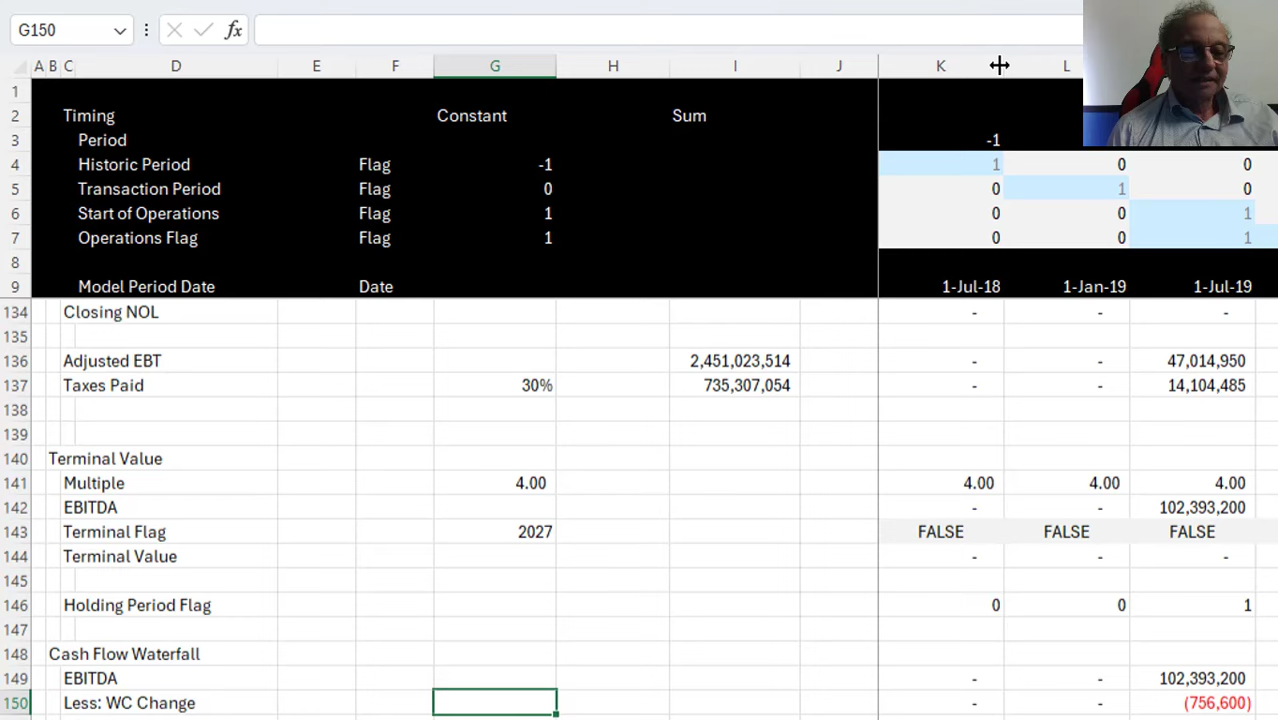 G150 fx
A B C D E F G H I J K L
1
2 Timing Constant Sum
3 Period -1
4 Historic Period Flag -1 1 0 0
5 Transaction Period Flag 0 0 1 0
6 Start of Operations Flag 1 0 0 1
7 Operations Flag Flag 1 0 0 1
8
9 Model Period Date Date 1-Jul-18 1-Jan-19 1-Jul-19
134 Closing NOL - - -
135
136 Adjusted EBT 2,451,023,514 - - 47,014,950
137 Taxes Paid 30% 735,307,054 - - 14,104,485
138
139
140 Terminal Value
141 Multiple 4.00 4.00 4.00 4.00
142 EBITDA - - 102,393,200
143 Terminal Flag 2027 FALSE FALSE FALSE
144 Terminal Value - - -
145
146 Holding Period Flag 0 0 1
147
148 Cash Flow Waterfall
149 EBITDA - - 102,393,200
150 Less: WC Change - - (756,600)